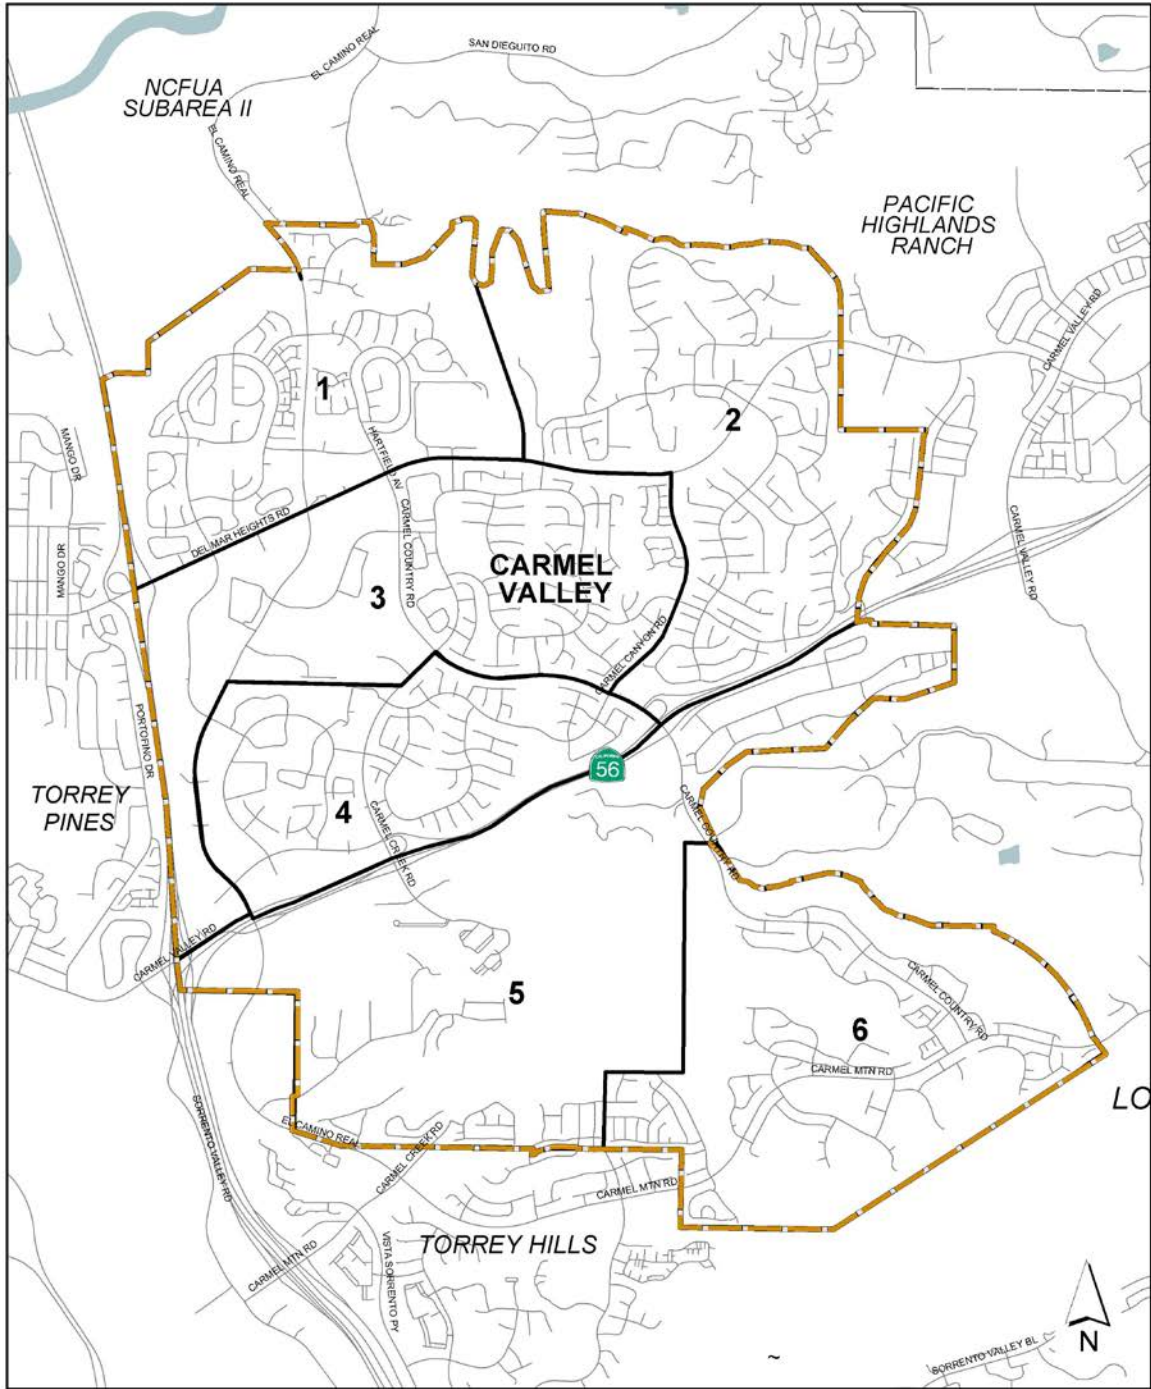 SAN DIEGUITO RD
EL CAMINO REAL
NCFUA
SUBAREA II
EL CAMINO REAL
PACIFIC
HIGHLANDS
RANCH
CARMEL VALLEY RD
1
2
HARTFIELD AV
MANGO DR
DEL MAR HEIGHTS RD
CARMEL COUNTRY RD
CARMEL
VALLEY
MANGO DR
CARMEL VALLEY RD
3
CARMEL CANYON RD
PORTOFINO DR
CALIFORNIA
56
TORREY
PINES
4
CARMEL CREEK RD
CARMEL COUNTRY RD
CARMEL VALLEY RD
5
CARMEL COUNTRY RD
6
CARMEL MTN RD
LO
SORRENTO VALLEY RD
EL CAMINO REAL
CARMEL CREEK RD
CARMEL MTN RD
TORREY HILLS
CARMEL MTN RD
VISTA SORRENTO PY
N
~
SORRENTO VALLEY BL